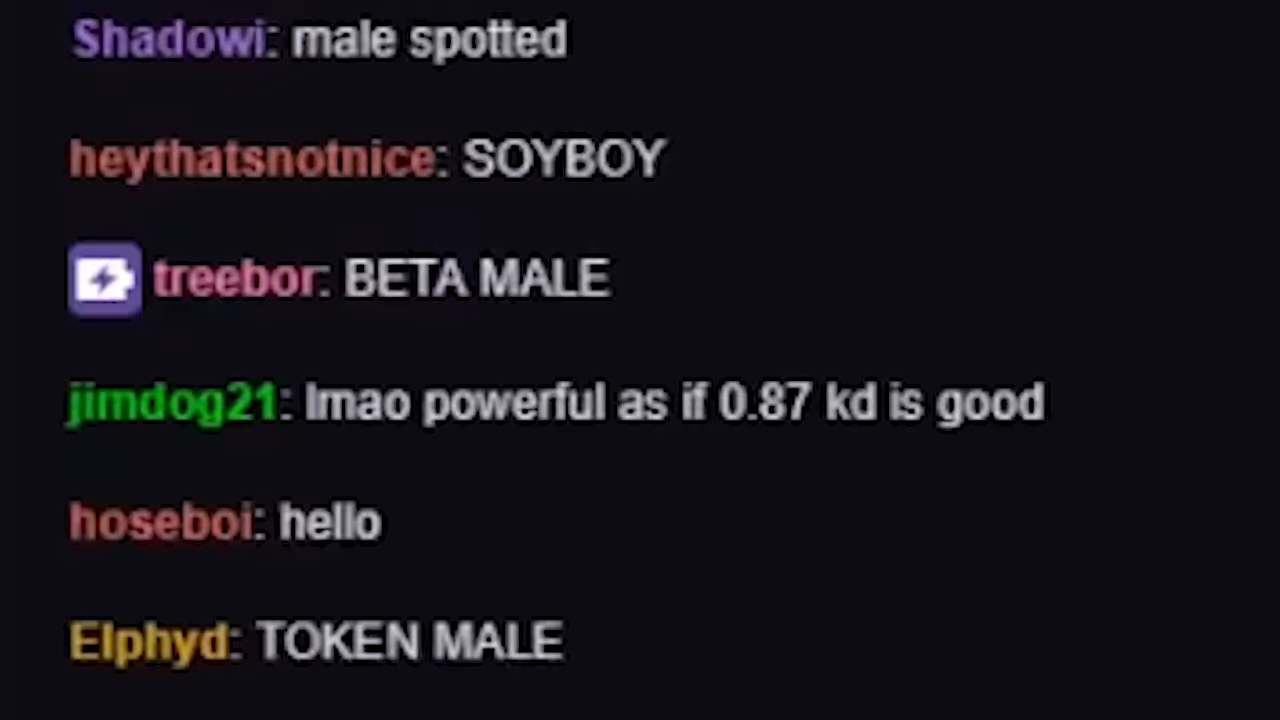 Shadowi: male spotted
heythatsnotnice: SOYBOY
treebor: BETA MALE
jimdog21: lmao powerful as if 0.87 kd is good
hoseboi: hello
Elphyd: TOKEN MALE